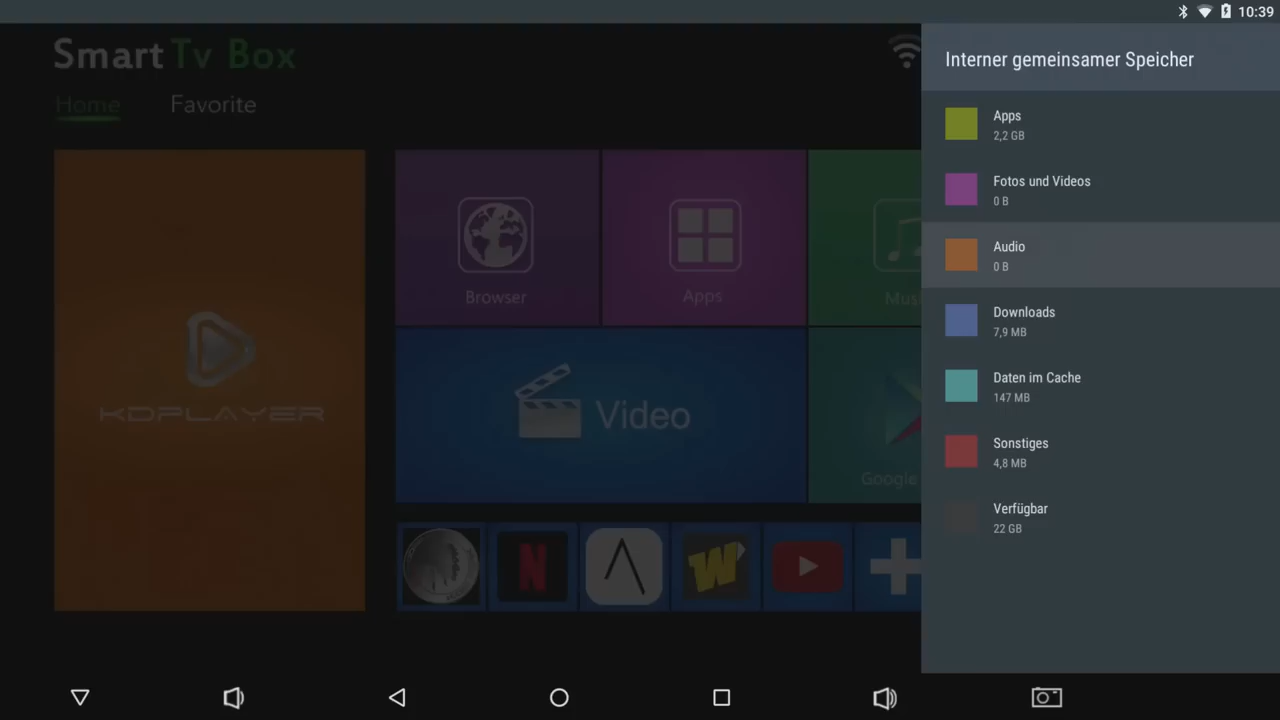 10:39
Smart Tv Box
Home
Favorite
KDPLAYER
Browser
Apps
Video
Google
N
W
Interner gemeinsamer Speicher
Apps
2,2 GB
Fotos und Videos
0 B
Audio
0 B
Downloads
7,9 MB
Daten im Cache
147 MB
Sonstiges
4,8 MB
Verfügbar
22 GB